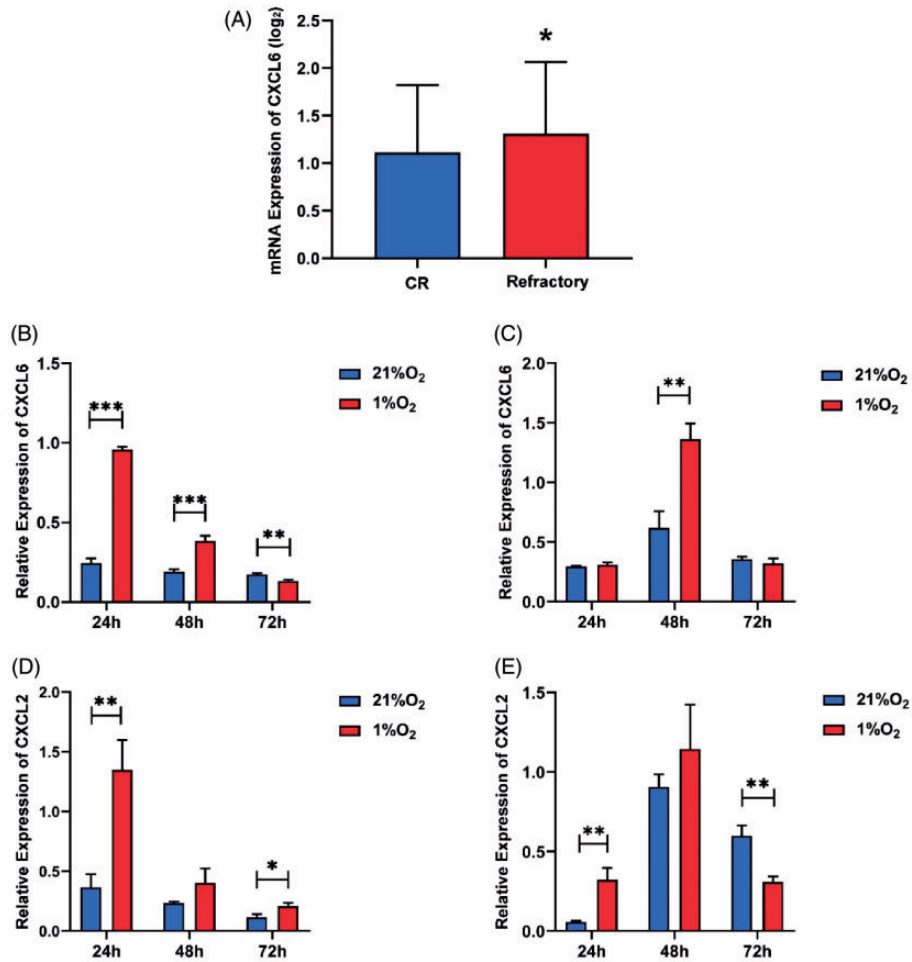 (A)
mRNA Expression of CXCL6 (log₂)
2.5
2.0
1.5
1.0
0.5
0.0
*
CR Refractory
(B)
Relative Expression of CXCL6
1.5
1.0
0.5
0.0
*** *** **
24h 48h 72h
21%O₂
1%O₂
(C)
Relative Expression of CXCL6
2.0
1.5
1.0
0.5
0.0
**
24h 48h 72h
21%O₂
1%O₂
(D)
Relative Expression of CXCL2
2.0
1.5
1.0
0.5
0.0
** *
24h 48h 72h
21%O₂
1%O₂
(E)
Relative Expression of CXCL2
1.5
1.0
0.5
0.0
** **
24h 48h 72h
21%O₂
1%O₂